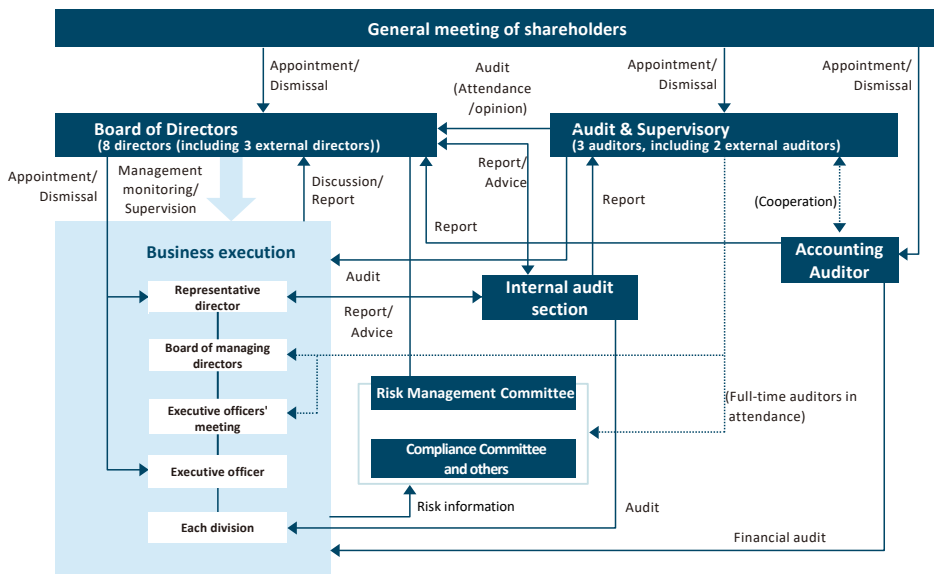 General meeting of shareholders
Appointment/
Dismissal
Audit
(Attendance
/opinion)
Appointment/
Dismissal
Appointment/
Dismissal
Board of Directors
(8 directors (including 3 external directors))
Audit & Supervisory
(3 auditors, including 2 external auditors)
Appointment/
Dismissal
Management
monitoring/
Supervision
Discussion/
Report
Report/
Advice
Report
Report
(Cooperation)
Accounting
Auditor
Business execution
Audit
Internal audit
section
Representative
director
Report/
Advice
Board of managing
directors
Risk Management Committee
(Full-time auditors in
attendance)
Executive officers'
meeting
Compliance Committee
and others
Executive officer
Risk information
Audit
Each division
Financial audit